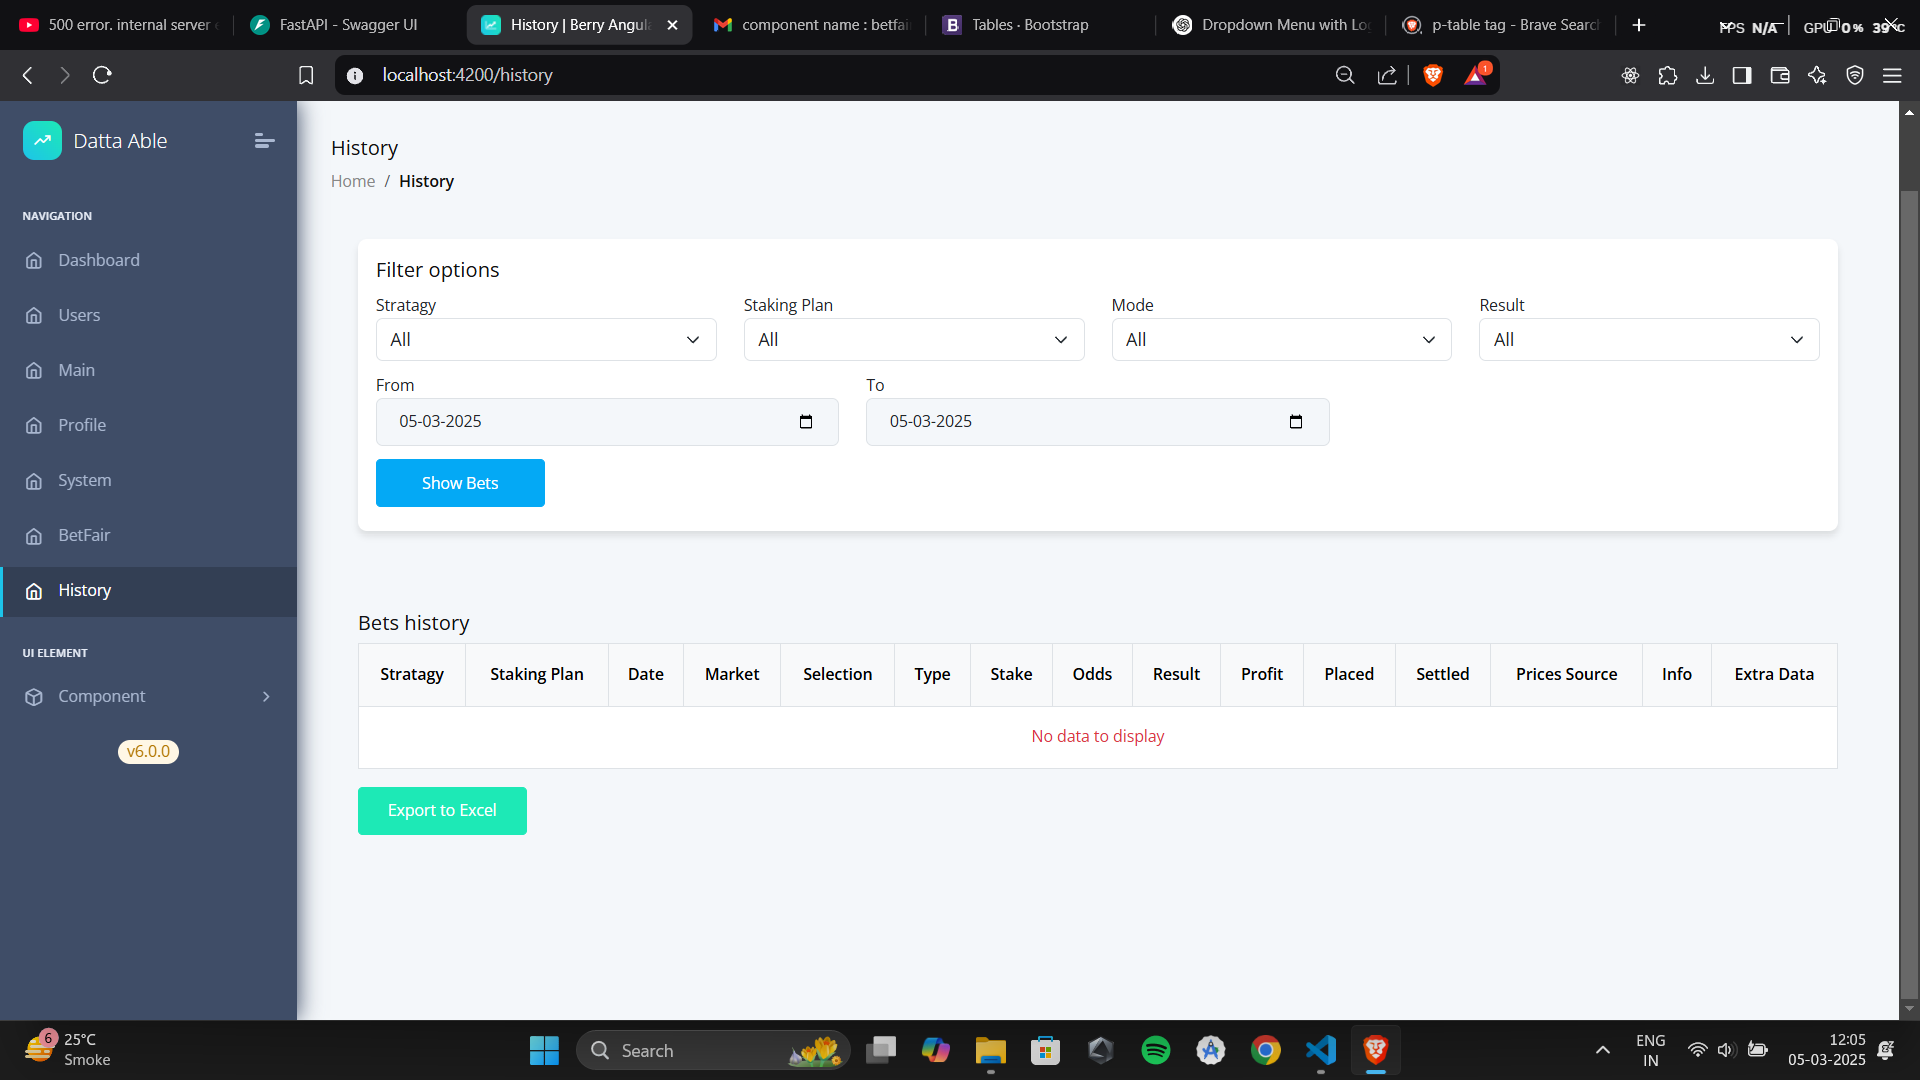 500 error. internal server
FastAPI - Swagger UI
History | Berry Angula
component name : betfair
Tables · Bootstrap
Dropdown Menu with Lo
p-table tag - Brave Search
FPS N/A GPU 0 % 39°C
localhost:4200/history
1
Datta Able
NAVIGATION
Dashboard
Users
Main
Profile
System
BetFair
History
UI ELEMENT
Component
v6.0.0
History
Home / History
Filter options
Stratagy Staking Plan Mode Result
All All All All
From To
05-03-2025 05-03-2025
Show Bets
Bets history
Stratagy Staking Plan Date Market Selection Type Stake Odds Result Profit Placed Settled Prices Source Info Extra Data
No data to display
Export to Excel
6
25°C
Smoke
Search
ENG
IN
12:05
05-03-2025